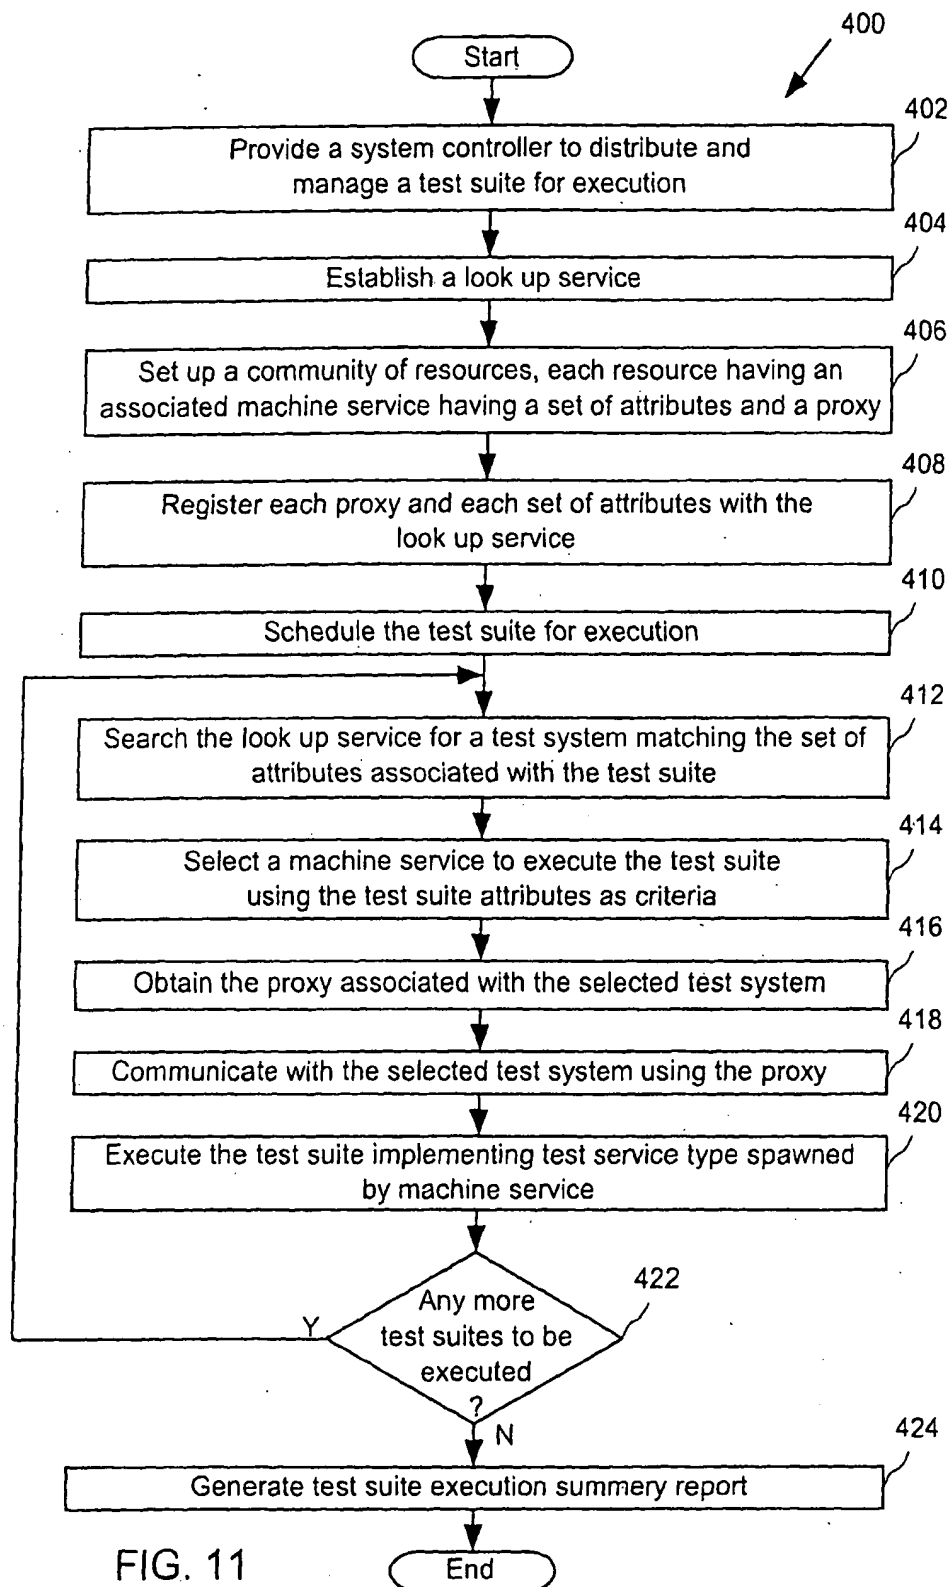 400
Start
402
Provide a system controller to distribute and
manage a test suite for execution
404
Establish a look up service
406
Set up a community of resources, each resource having an
associated machine service having a set of attributes and a proxy
408
Register each proxy and each set of attributes with the
look up service
410
Schedule the test suite for execution
412
Search the look up service for a test system matching the set of
attributes associated with the test suite
414
Select a machine service to execute the test suite
using the test suite attributes as criteria
416
Obtain the proxy associated with the selected test system
418
Communicate with the selected test system using the proxy
420
Execute the test suite implementing test service type spawned
by machine service
422
Any more
test suites to be
executed
?
Y
N
424
Generate test suite execution summery report
End
FIG. 11